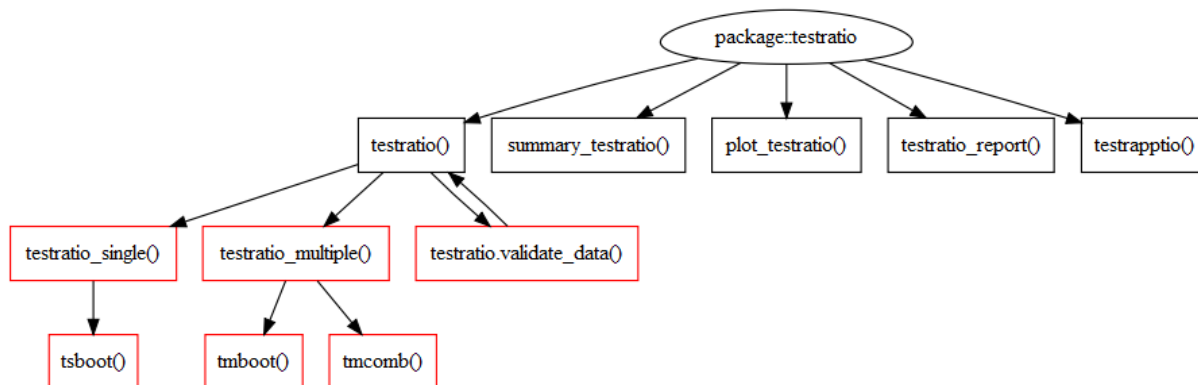 package::testratio
testratio()
summary_testratio()
plot_testratio()
testratio_report()
testrapptio()
testratio_single()
testratio_multiple()
testratio.validate_data()
tsboot()
tmboot()
tmcomb()